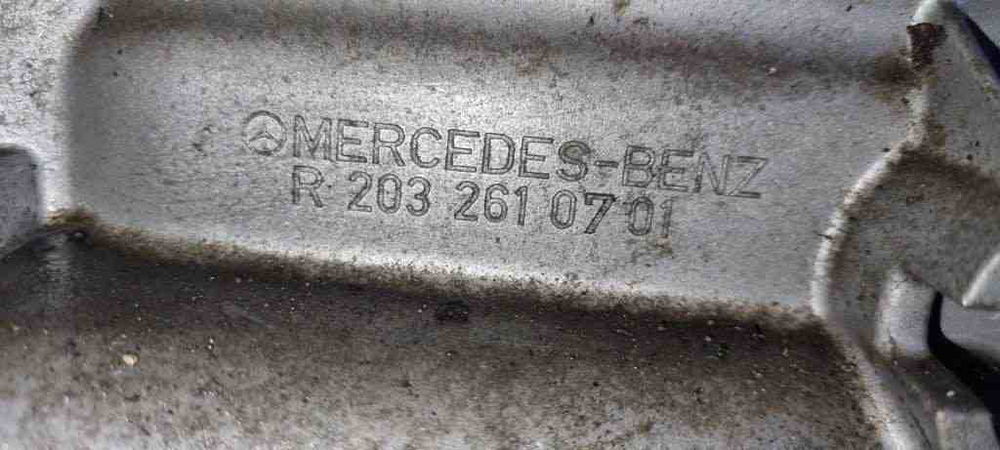 MERCEDES-BENZ
R 203 261 07 01